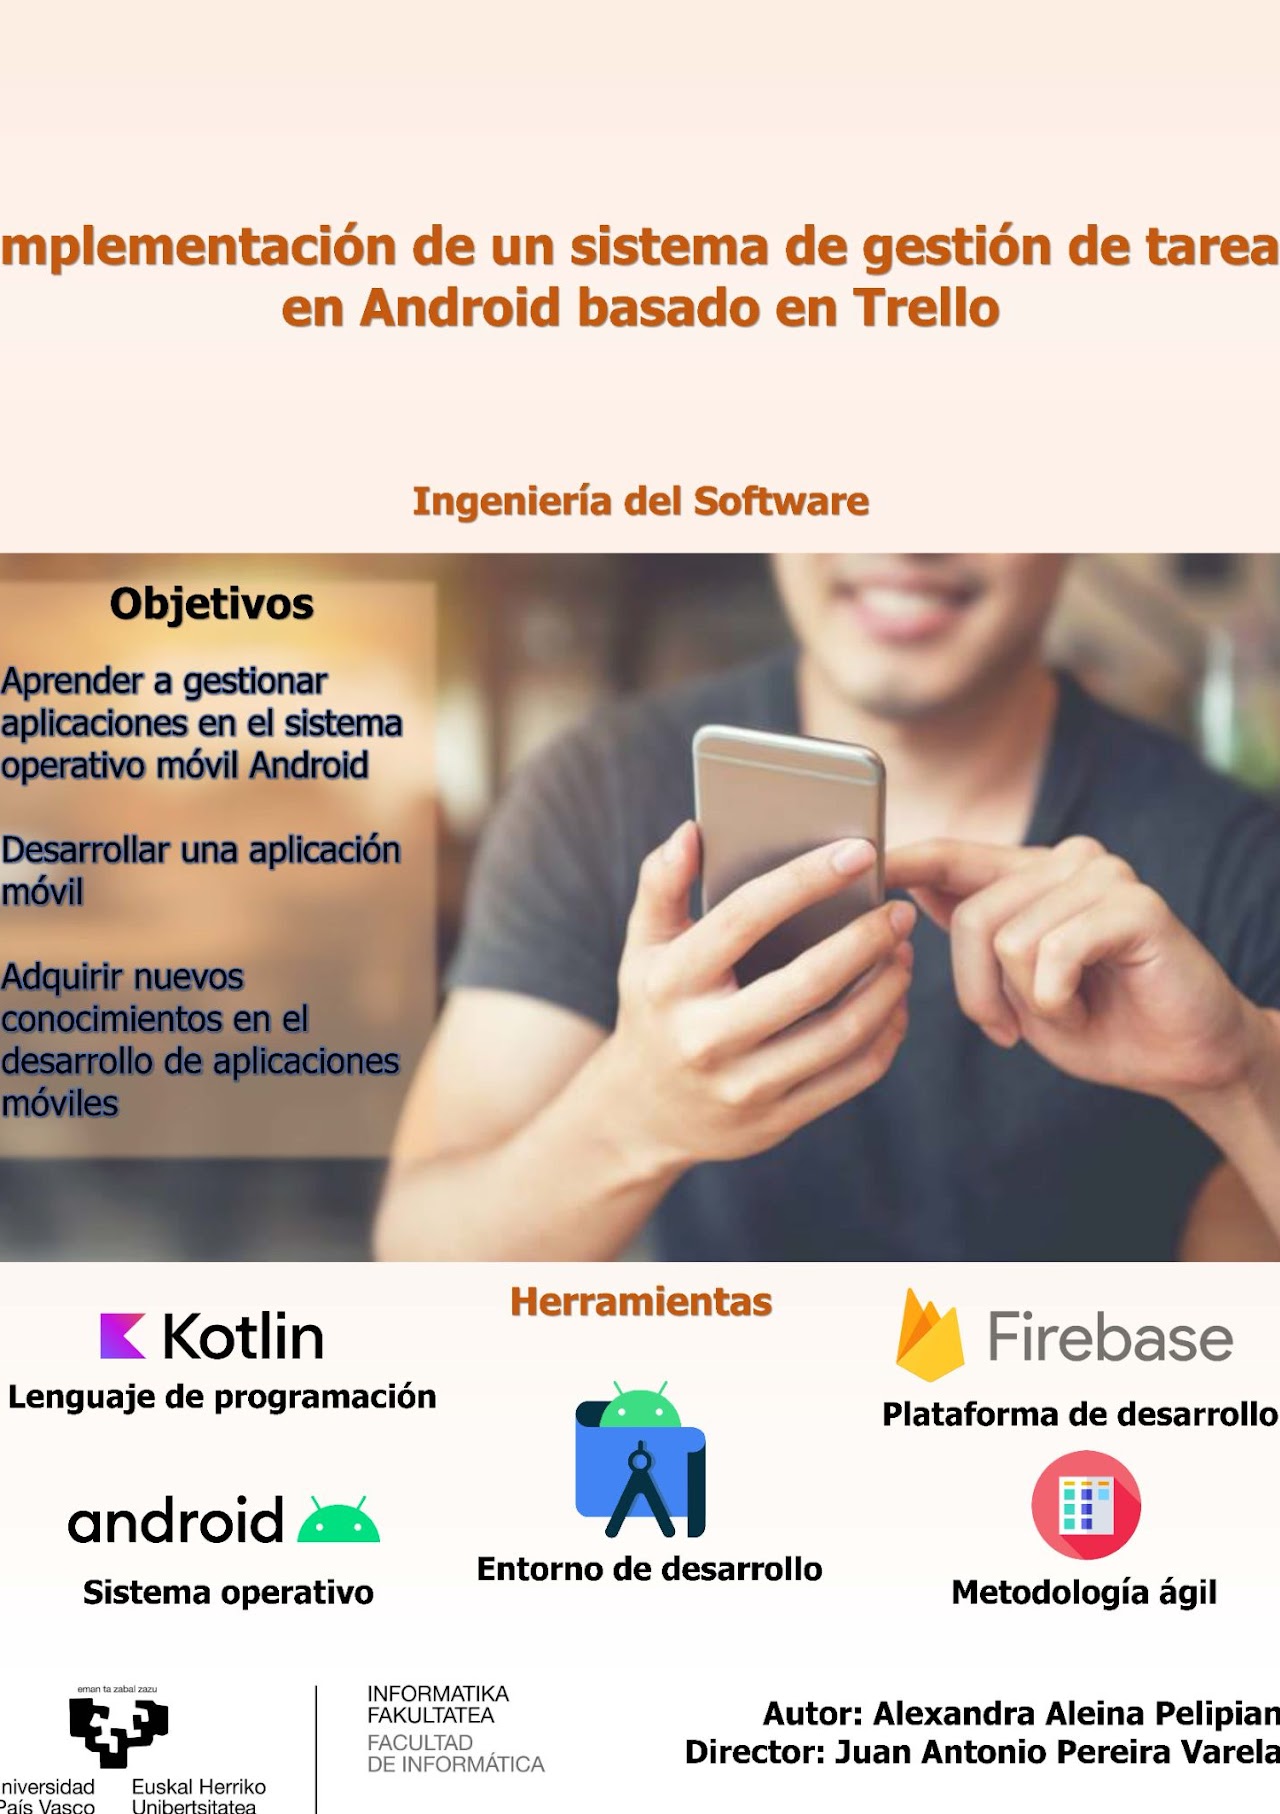 mplementación de un sistema de gestión de tarea
en Android basado en Trello
Ingeniería del Software
Objetivos
Aprender a gestionar
aplicaciones en el sistema
operativo móvil Android
Desarrollar una aplicación
móvil
Adquirir nuevos
conocimientos en el
desarrollo de aplicaciones
móviles
Herramientas
Kotlin
Lenguaje de programación
Firebase
Plataforma de desarrollo
android
Sistema operativo
Entorno de desarrollo
Metodología ágil
eman ta zabal zazu
niversidad
País Vasco
Euskal Herriko
Unibertsitatea
INFORMATIKA
FAKULTATEA
FACULTAD
DE INFORMÁTICA
Autor: Alexandra Aleina Pelipian
Director: Juan Antonio Pereira Varela